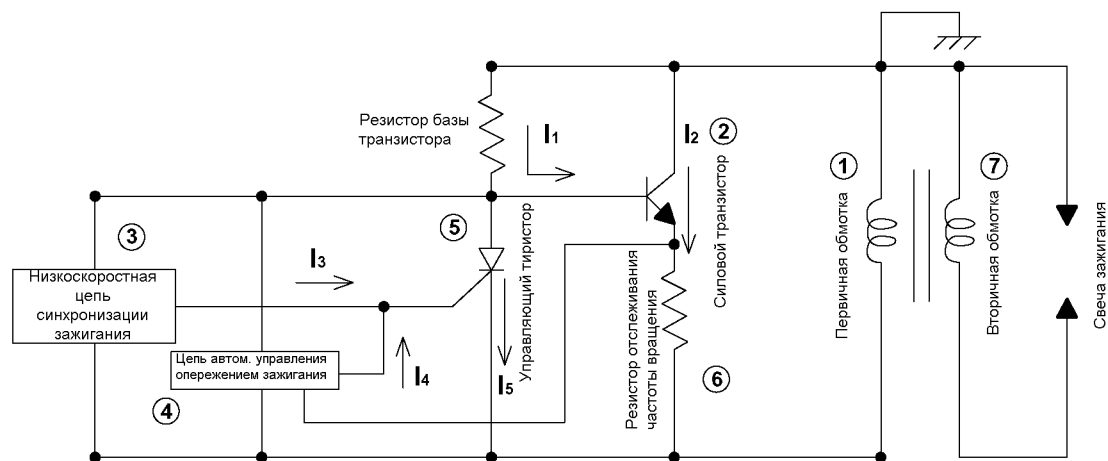 Резистор базы
транзистора
I1
I2
2
Силовой транзистор
1
Первичная обмотка
7
Вторичная обмотка
Свеча зажигания
3
5
Управляющий тиристор
Низкоскоростная
цепь
синхронизации
зажигания
I3
Цепь автом. управления
опережением зажигания
I4
I5
4
Резистор отслеживания
частоты вращения
6